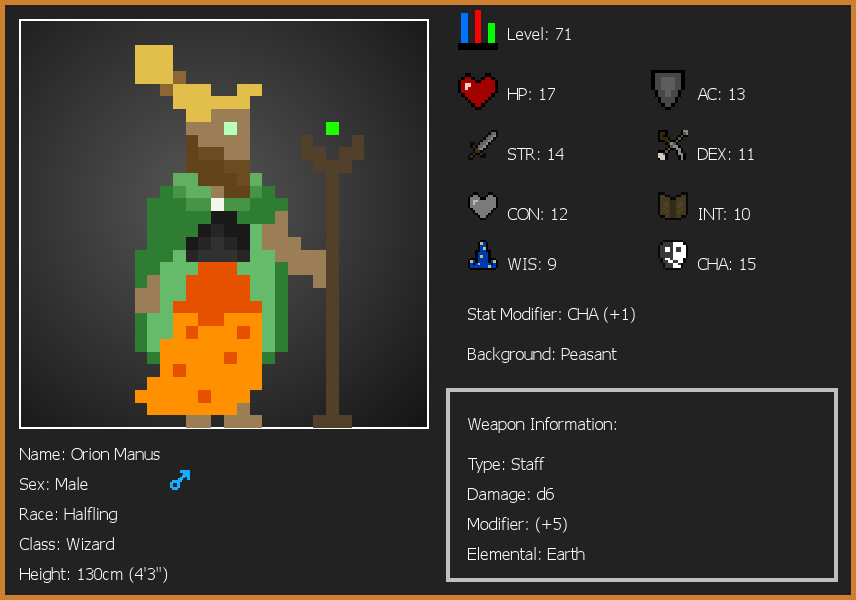 Level: 71
HP: 17
AC: 13
STR: 14
DEX: 11
CON: 12
INT: 10
WIS: 9
CHA: 15
Stat Modifier: CHA (+1)
Background: Peasant
Weapon Information:
Type: Staff
Damage: d6
Modifier: (+5)
Elemental: Earth
Name: Orion Manus
Sex: Male
Race: Halfling
Class: Wizard
Height: 130cm (4'3")